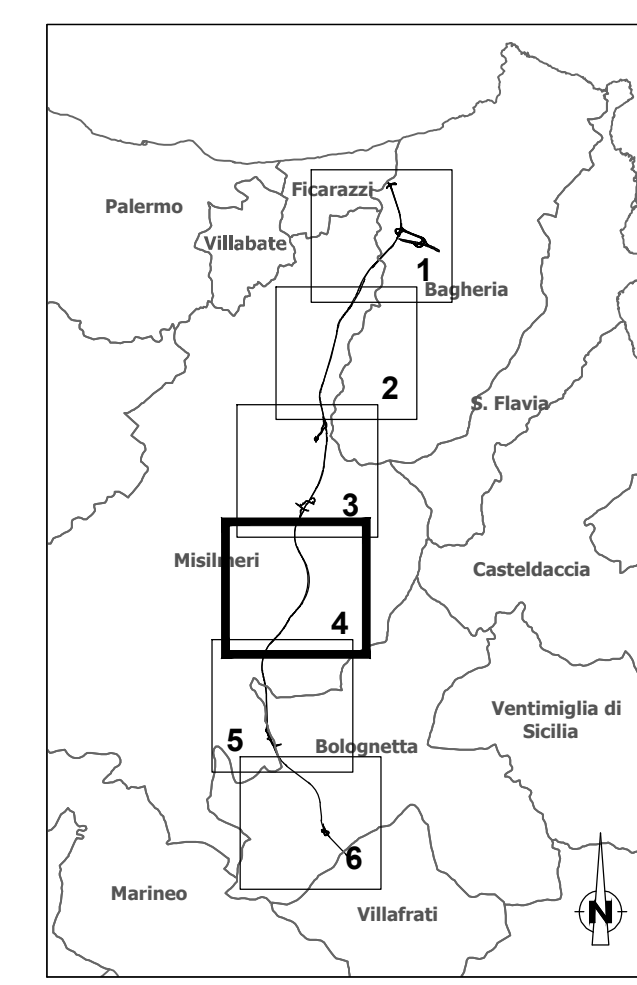 Ficarazzi
Palermo
Villabate
1
Bagheria
2
S. Flavia
3
Misilmeri
Casteldaccia
4
Ventimiglia di
Sicilia
5
Bolognetta
6
Marineo
Villafrati
N